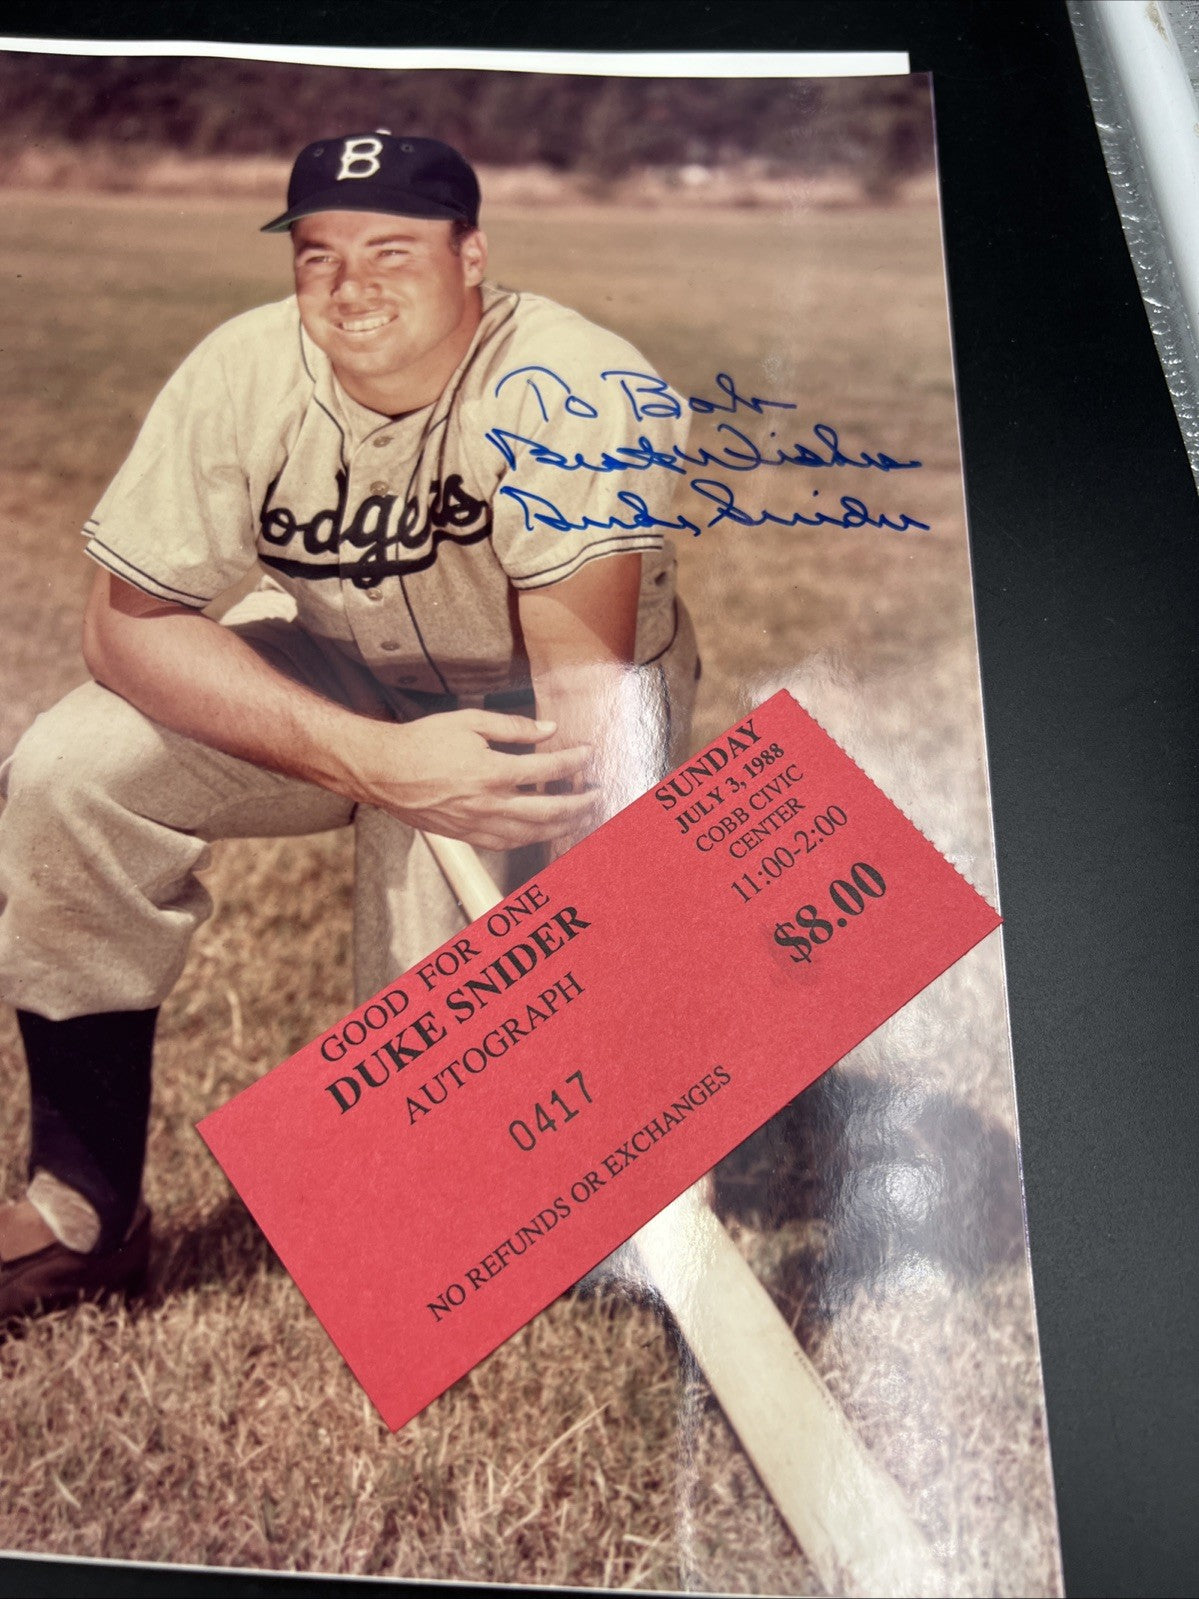 B
Dodgers
To Bob
Best Wishes
Duke Snider
SUNDAY
JULY 3, 1988
COBB CIVIC
CENTER
11:00-2:00
$8.00
GOOD FOR ONE
DUKE SNIDER
AUTOGRAPH
0417
NO REFUNDS OR EXCHANGES